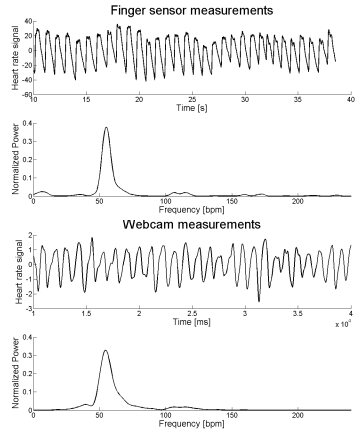 Finger sensor measurements
Heart rate signal
40
20
0
-20
-40
-60
10 15 20 25 30 35 40
Time [s]
Normalized Power
0.4
0.3
0.2
0.1
0
0 50 100 150 200
Frequency [bpm]
Webcam measurements
Heart rate signal
2
1
0
-1
-2
-3
1 1.5 2 2.5 3 3.5 4
Time [ms]
Normalized Power
0.4
0.3
0.2
0.1
0
0 50 100 150 200
Frequency [bpm]